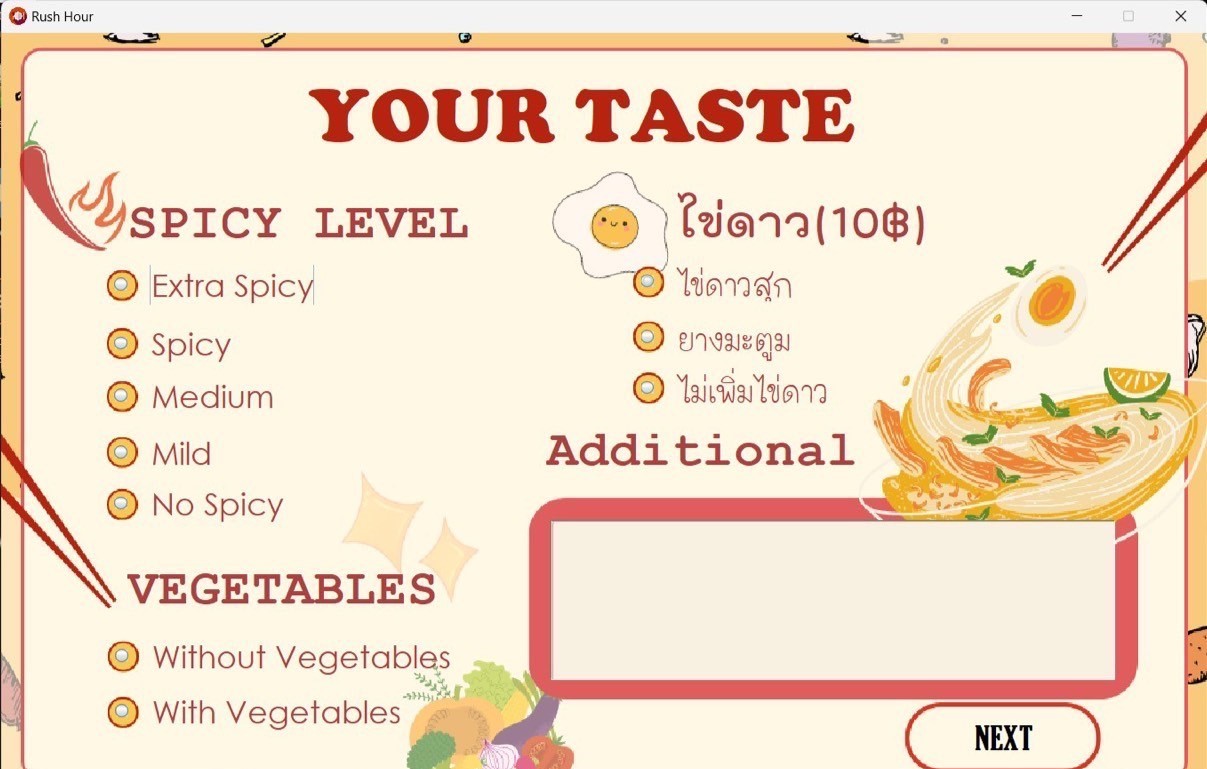 Rush Hour
YOUR TASTE
SPICY LEVEL
Extra Spicy
Spicy
Medium
Mild
No Spicy
VEGETABLES
Without Vegetables
With Vegetables
ไข่ดาว(10฿)
ไข่ดาวสุก
ยางมะตูม
ไม่เพิ่มไข่ดาว
Additional
NEXT